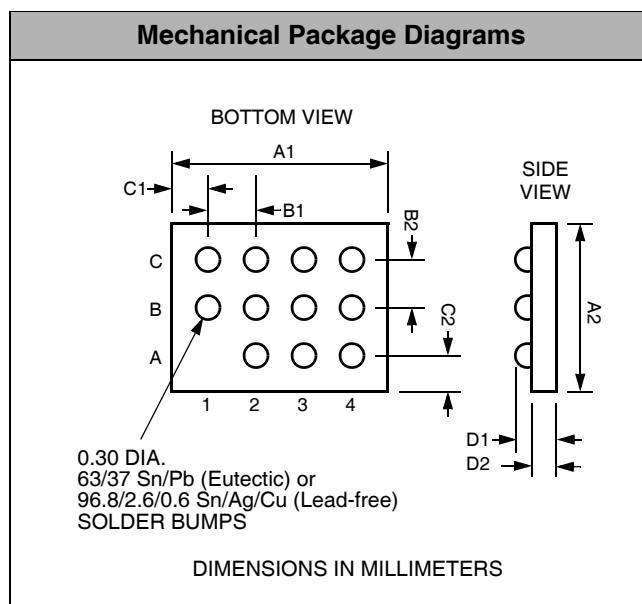 Mechanical Package Diagrams
BOTTOM VIEW
A1
SIDE
VIEW
C1
B1
B2
C
B
A
C2
A2
1 2 3 4
D1
D2
0.30 DIA.
63/37 Sn/Pb (Eutectic) or
96.8/2.6/0.6 Sn/Ag/Cu (Lead-free)
SOLDER BUMPS
DIMENSIONS IN MILLIMETERS